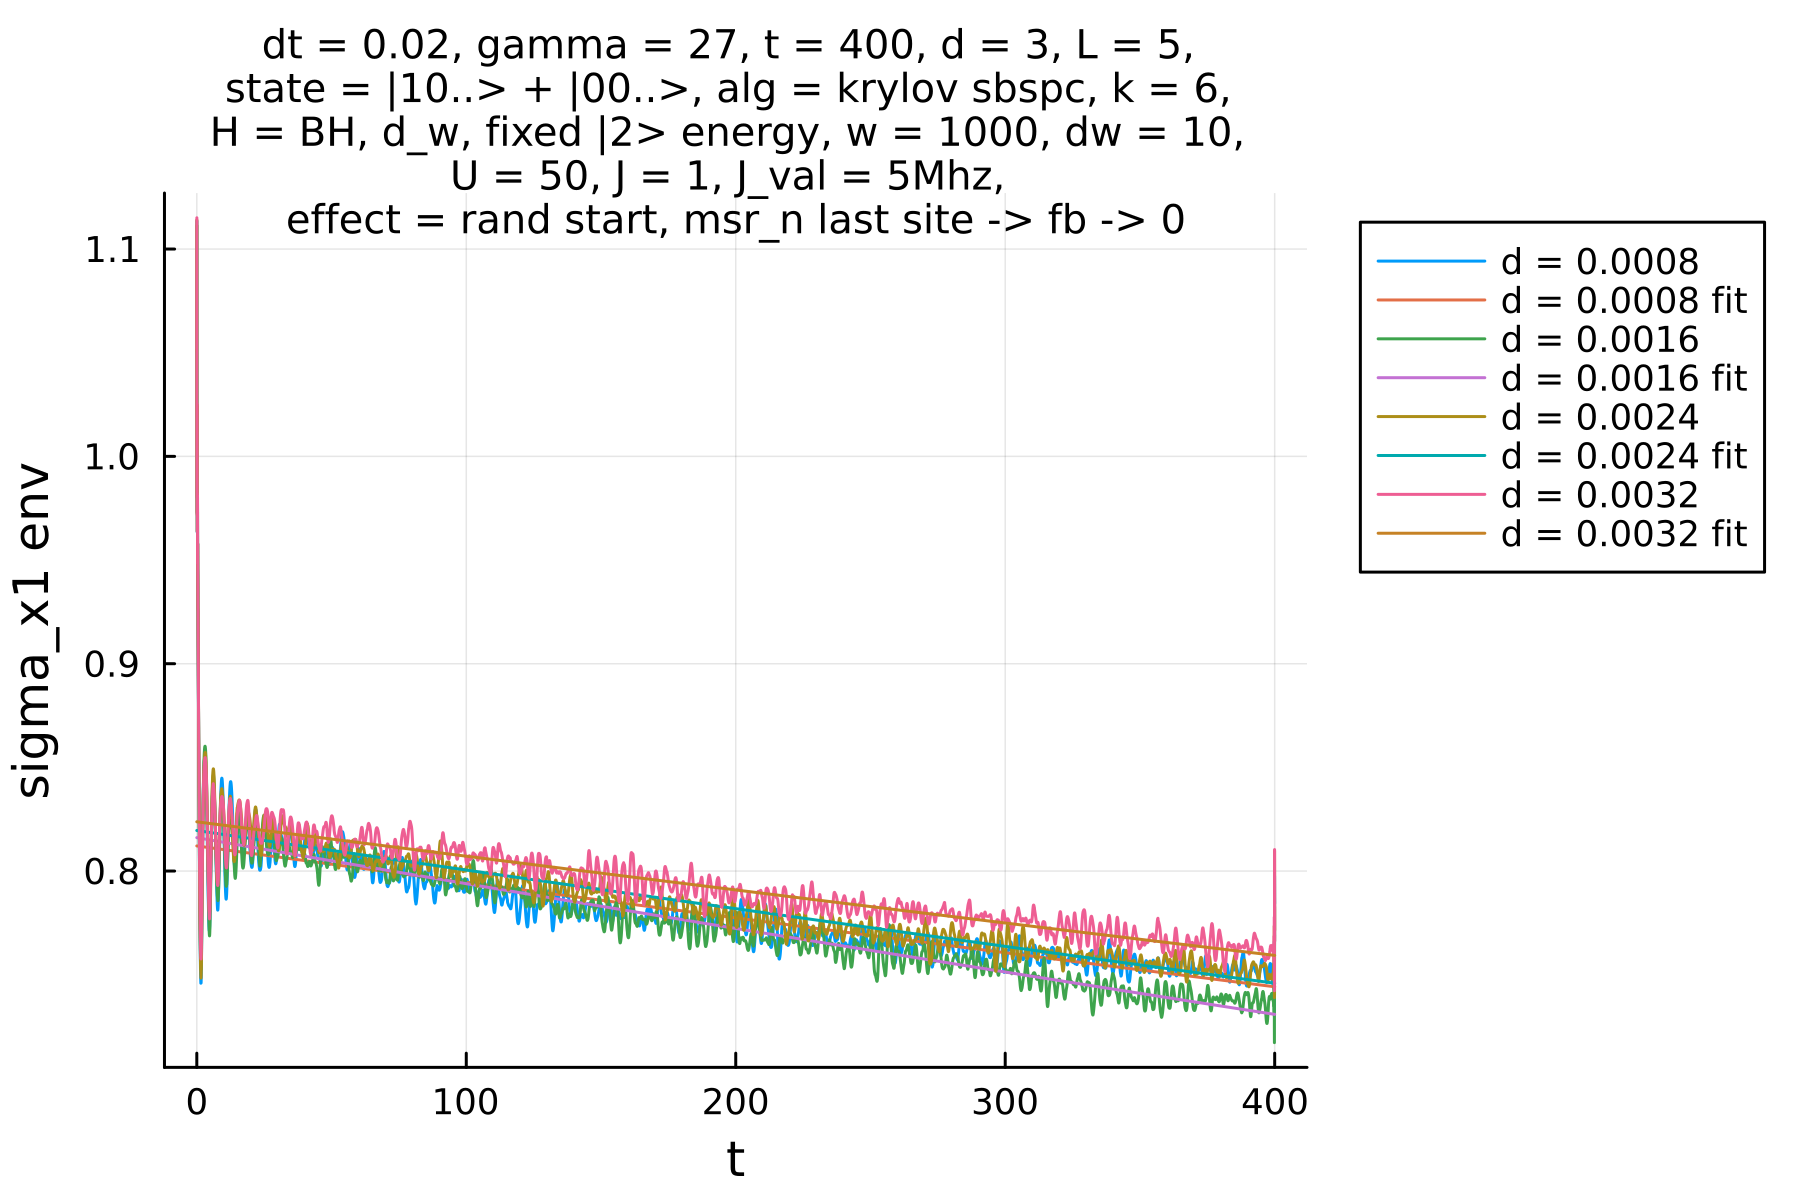 dt = 0.02, gamma = 27, t = 400, d = 3, L = 5,
state = |10..> + |00..>, alg = krylov sbspc, k = 6,
H = BH, d_w, fixed |2> energy, w = 1000, dw = 10,
U = 50, J = 1, J_val = 5Mhz,
effect = rand start, msr_n last site -> fb -> 0
sigma_x1 env
1.1
1.0
0.9
0.8
0
100
200
300
400
t
d = 0.0008
d = 0.0008 fit
d = 0.0016
d = 0.0016 fit
d = 0.0024
d = 0.0024 fit
d = 0.0032
d = 0.0032 fit